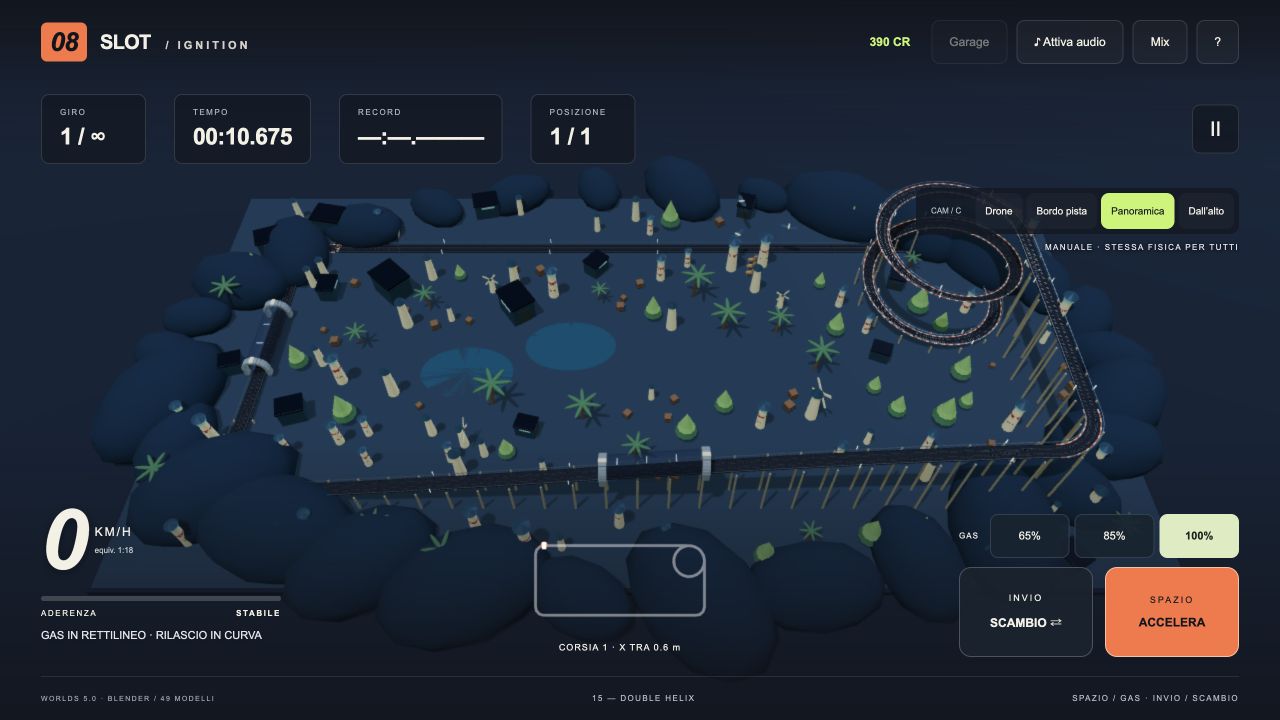 08 SLOT / IGNITION
390 CR
Garage
♪ Attiva audio
Mix
?
GIRO
1 / ∞
TEMPO
00:10.675
RECORD
—:—.———
POSIZIONE
1 / 1
CAM / C
Drone
Bordo pista
Panoramica
Dall'alto
MANUALE · STESSA FISICA PER TUTTI
0 KM/H
equiv. 1:18
ADERENZA
STABILE
GAS IN RETTILINEO · RILASCIO IN CURVA
CORSIA 1 · X TRA 0.6 m
GAS
65%
85%
100%
INVIO
SCAMBIO ⇄
SPAZIO
ACCELERA
WORLDS 5.0 · BLENDER / 49 MODELLI
15 — DOUBLE HELIX
SPAZIO / GAS · INVIO / SCAMBIO